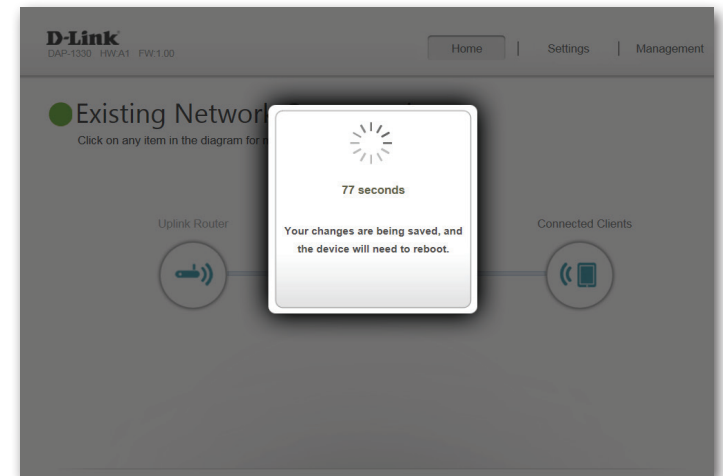 D-Link
DAP-1330 HW:A1 FW:1.00
Home | Settings | Management
Existing Network
Click on any item in the diagram for
77 seconds
Your changes are being saved, and
the device will need to reboot.
Uplink Router
Connected Clients